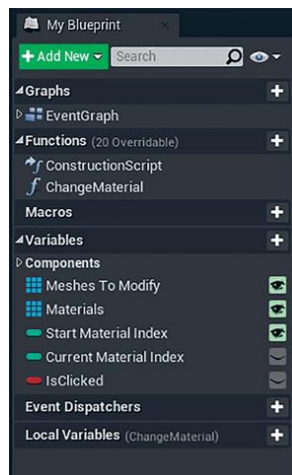 My Blueprint
+ Add New Search
Graphs
EventGraph
Functions (20 Overridable)
ConstructionScript
ChangeMaterial
Macros
Variables
Components
Meshes To Modify
Materials
Start Material Index
Current Material Index
IsClicked
Event Dispatchers
Local Variables (ChangeMaterial)